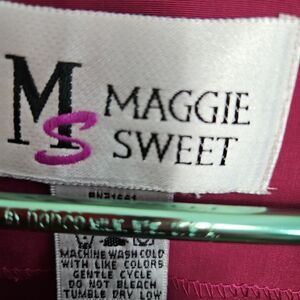 MS MAGGIE
SWEET
MACHINE WASH COLD
WITH LIKE COLORS
GENTLE CYCLE
DO NOT BLEACH
TUMBLE DRY LOW